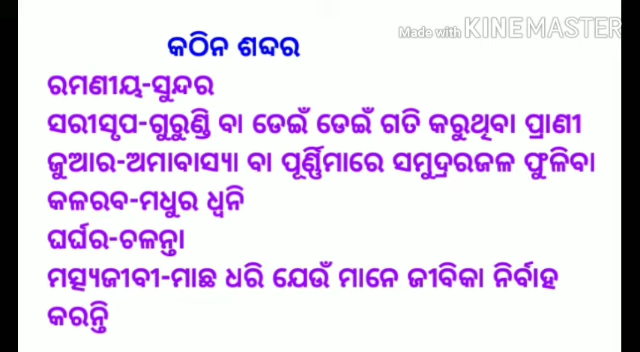 Made with KINEMASTER
କଠିନ ଶବ୍ଦର
ରମଣୀୟ-ସୁନ୍ଦର
ସରୀସୃପ-ଗୁରୁଣ୍ଡି ବା ଡେଇଁ ଡେଇଁ ଗତି କରୁଥିବା ପ୍ରାଣୀ
ଜୁଆର-ଅମାବାସ୍ୟା ବା ପୂର୍ଣ୍ଣିମାରେ ସମୁଦ୍ରରଜଳ ଫୁଲିବା
କଳରବ-ମଧୁର ଧ୍ୱନି
ଘର୍ଘର-ଚଳନ୍ତା
ମତ୍ସ୍ୟଜୀବୀ-ମାଛ ଧରି ଯେଉଁ ମାନେ ଜୀବିକା ନିର୍ବାହ
କରନ୍ତି